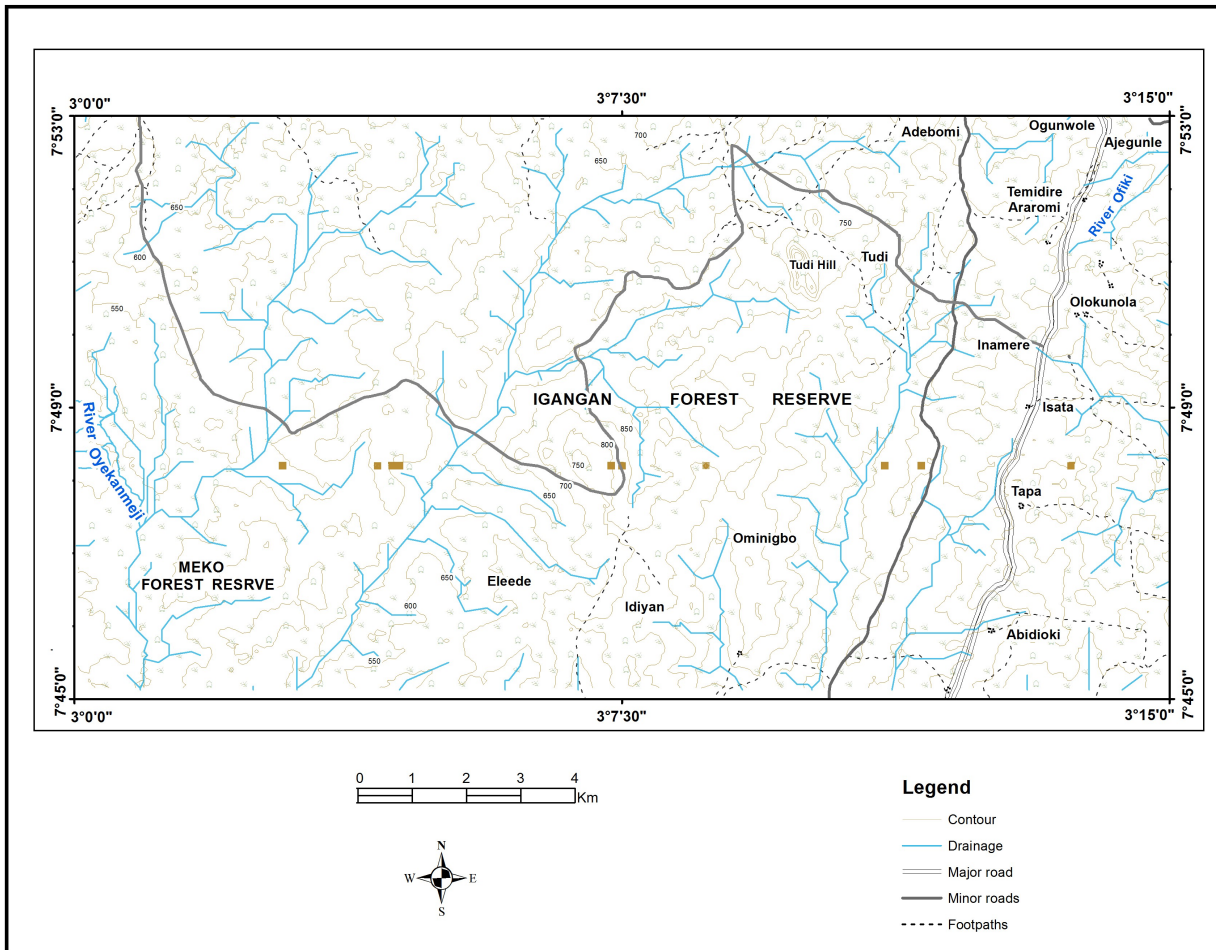 3°0'0"
3°7'30"
3°15'0"
7°53'0"
7°53'0"
700
Adebomi
Ogunwole
Ajegunle
650
Temidire
Araromi
River Ofiki
650
750
600
Tudi Hill
Tudi
550
Olokunola
Inamere
7°49'0"
7°49'0"
IGANGAN FOREST RESERVE
Isata
River Oyekanmeji
850
800
750
700
650
Tapa
Ominigbo
MEKO
FOREST RESRVE
650
Eleede
600
Idiyan
Abidioki
550
7°45'0"
7°45'0"
3°0'0"
3°7'30"
3°15'0"
0 1 2 3 4
Km
N
W E
S
Legend
Contour
Drainage
Major road
Minor roads
Footpaths